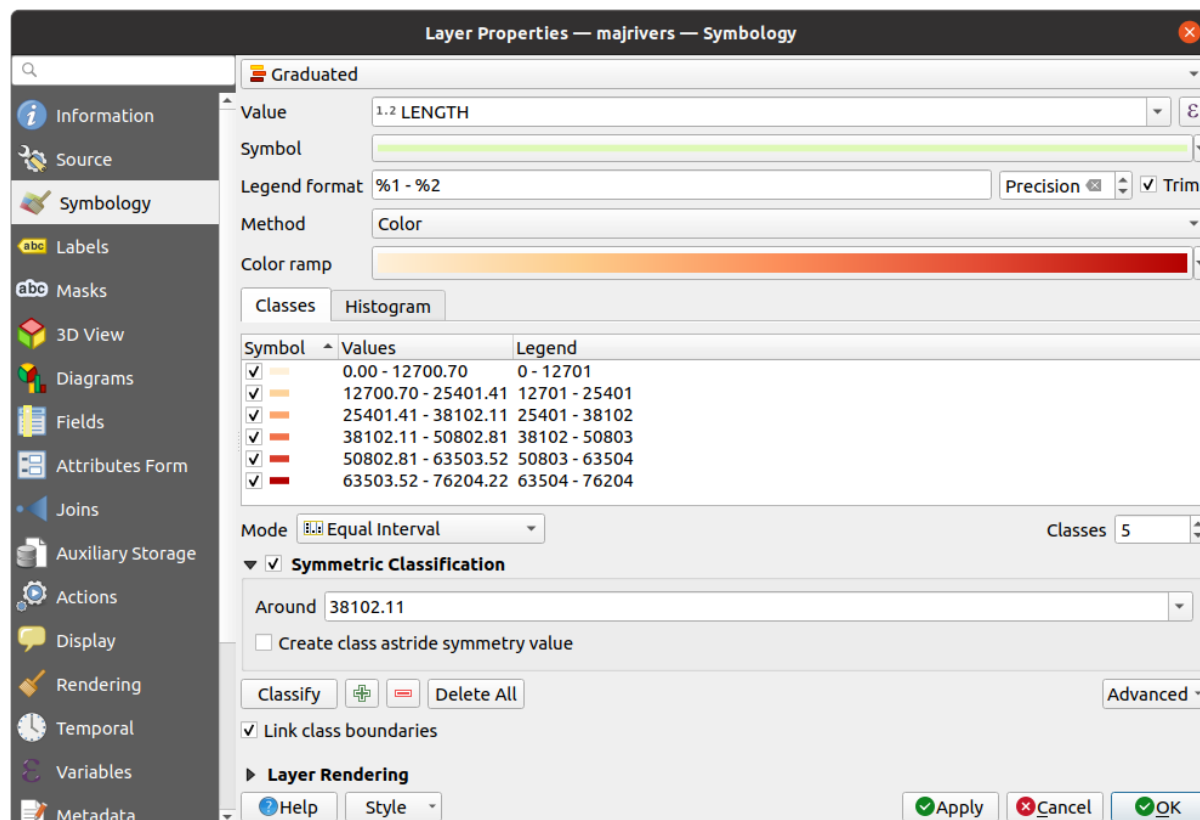 Layer Properties — majrivers — Symbology
Graduated
Information
Value 1.2 LENGTH ε
Source
Symbol
Symbology
Legend format %1 - %2 Precision Trim
Labels
Method Color
Masks
Color ramp
3D View
Classes Histogram
Diagrams
Symbol Values Legend
0.00 - 12700.70 0 - 12701
12700.70 - 25401.41 12701 - 25401
Fields
25401.41 - 38102.11 25401 - 38102
38102.11 - 50802.81 38102 - 50803
Attributes Form
50802.81 - 63503.52 50803 - 63504
63503.52 - 76204.22 63504 - 76204
Joins
Mode Equal Interval Classes 5
Auxiliary Storage
Symmetric Classification
Actions
Around 38102.11
Display
Create class astride symmetry value
Rendering
Classify Delete All Advanced
Temporal
Link class boundaries
Variables
Layer Rendering
Metadata
Help Style Apply Cancel OK